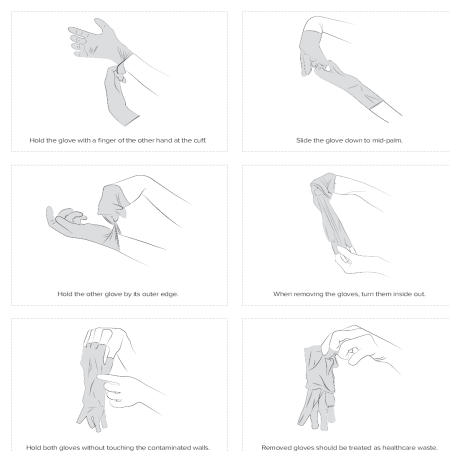 Hold the glove with a finger of the other hand at the cuff.
Slide the glove down to mid-palm.
Hold the other glove by its outer edge.
When removing the gloves, turn them inside out.
Hold both gloves without touching the contaminated walls.
Removed gloves should be treated as healthcare waste.